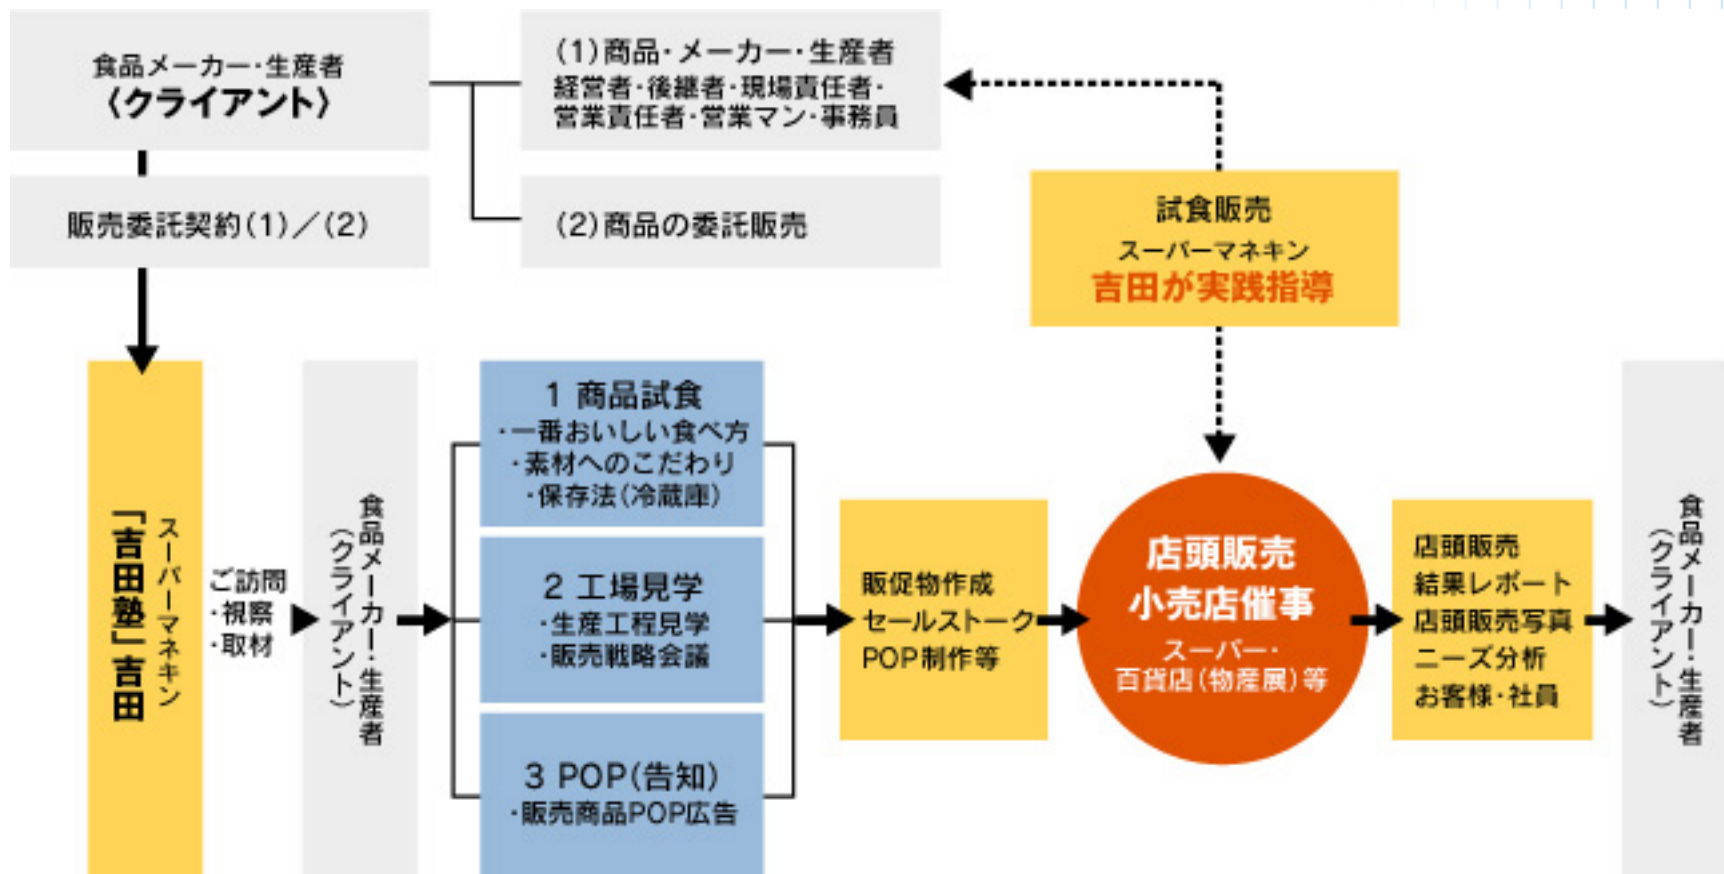 食品メーカー・生産者
〈クライアント〉
(1)商品・メーカー・生産者
経営者・後継者・現場責任者・
営業責任者・営業マン・事務員
販売委託契約(1)／(2)
(2)商品の委託販売
試食販売
スーパーマネキン
吉田が実践指導
スーパーマネキン
「吉田塾」吉田
ご訪問
・視察
・取材
食品メーカー・生産者
（クライアント）
1 商品試食
・一番おいしい食べ方
・素材へのこだわり
・保存法(冷蔵庫)
2 工場見学
・生産工程見学
・販売戦略会議
3 POP(告知)
・販売商品POP広告
販促物作成
セールストーク
POP制作等
店頭販売
小売店催事
スーパー・
百貨店(物産展)等
店頭販売
結果レポート
店頭販売写真
ニーズ分析
お客様・社員
食品メーカー・生産者
（クライアント）